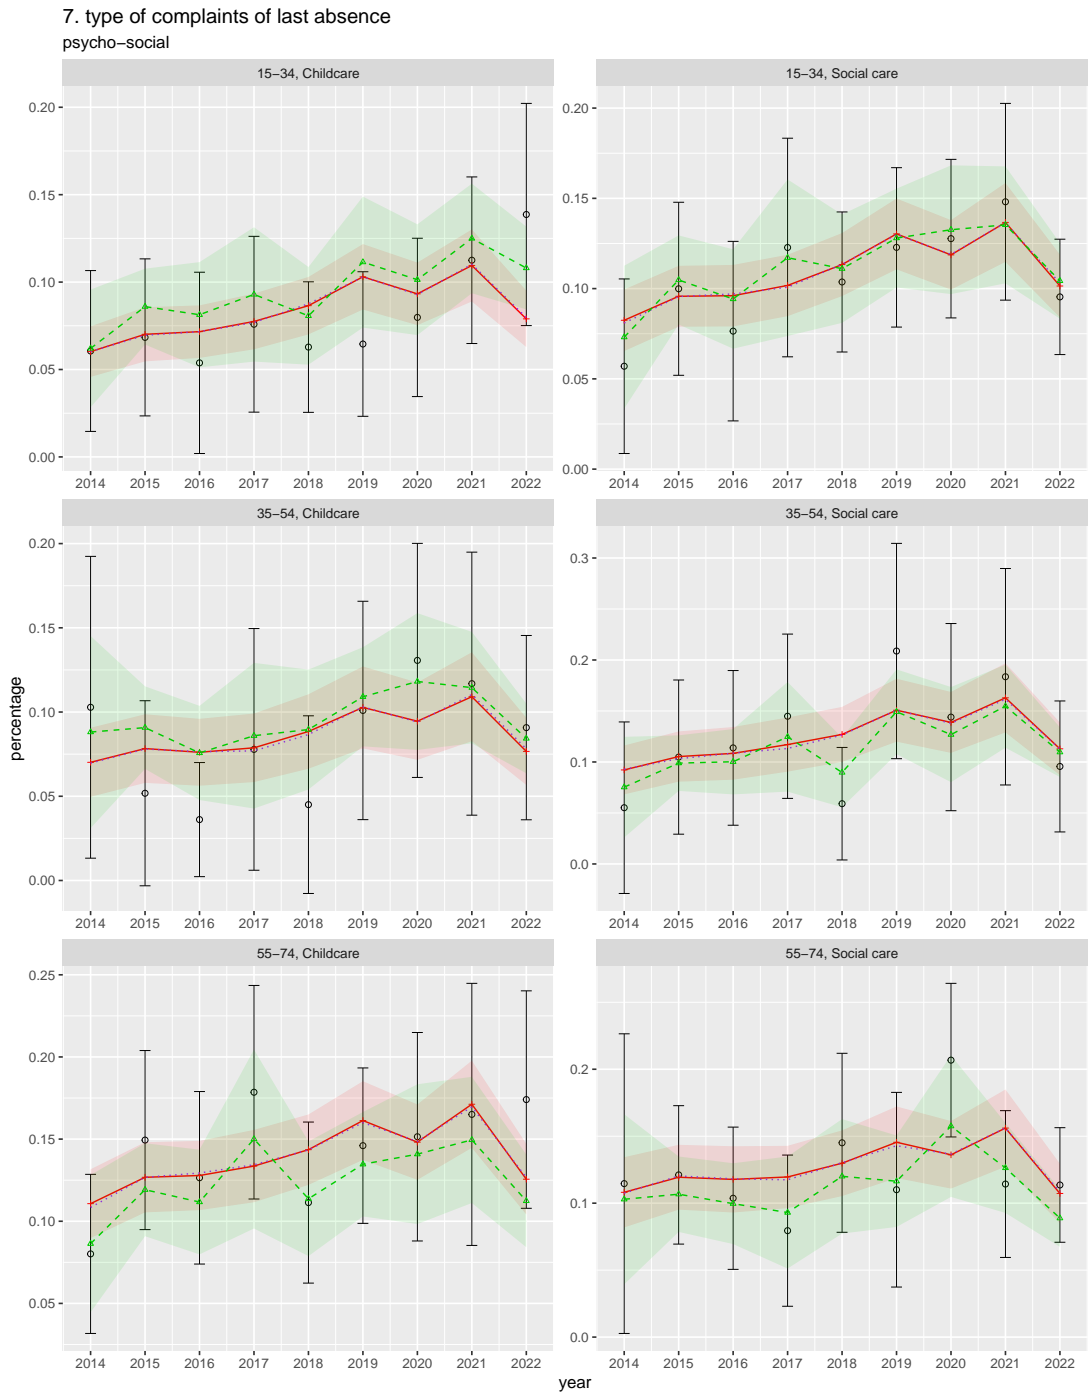 7. type of complaints of last absence
psycho−social
15−34, Childcare
15−34, Social care
0.20
0.15
0.10
0.05
0.00
0.20
0.15
0.10
0.05
0.00
2014 2015 2016 2017 2018 2019 2020 2021 2022
2014 2015 2016 2017 2018 2019 2020 2021 2022
35−54, Childcare
35−54, Social care
0.20
0.15
0.10
0.05
0.00
0.3
0.2
0.1
0.0
2014 2015 2016 2017 2018 2019 2020 2021 2022
2014 2015 2016 2017 2018 2019 2020 2021 2022
percentage
55−74, Childcare
55−74, Social care
0.25
0.20
0.15
0.10
0.05
0.2
0.1
0.0
2014 2015 2016 2017 2018 2019 2020 2021 2022
2014 2015 2016 2017 2018 2019 2020 2021 2022
year